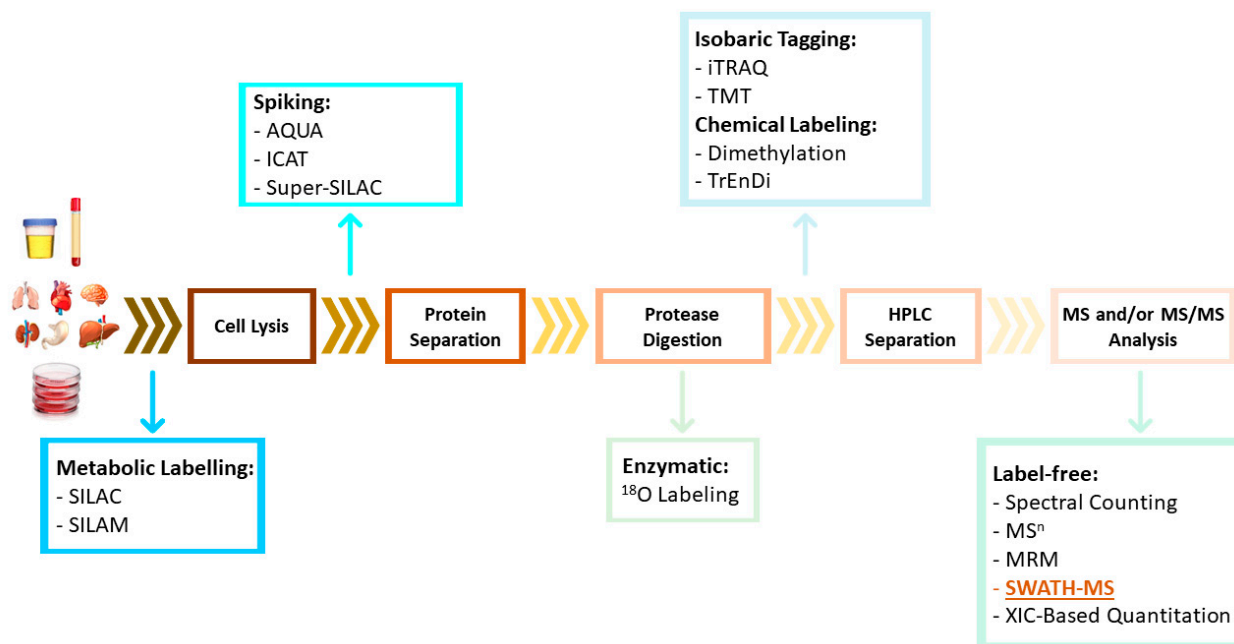 Isobaric Tagging:
- iTRAQ
- TMT
Chemical Labeling:
- Dimethylation
- TrEnDi
Spiking:
- AQUA
- ICAT
- Super-SILAC
Cell Lysis
Protein
Separation
Protease
Digestion
HPLC
Separation
MS and/or MS/MS
Analysis
Metabolic Labelling:
- SILAC
- SILAM
Enzymatic:
¹⁸O Labeling
Label-free:
- Spectral Counting
- MSⁿ
- MRM
- SWATH-MS
- XIC-Based Quantitation